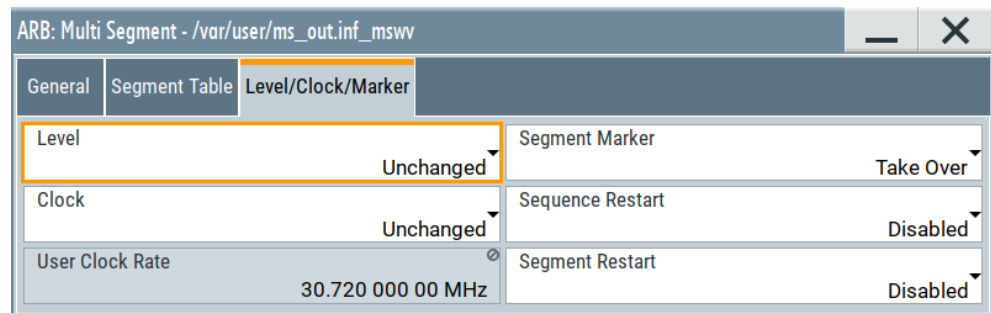 ARB: Multi Segment - /var/user/ms_out.inf_mswv
General Segment Table Level/Clock/Marker
Level
Unchanged
Segment Marker
Take Over
Clock
Unchanged
Sequence Restart
Disabled
User Clock Rate
30.720 000 00 MHz
Segment Restart
Disabled